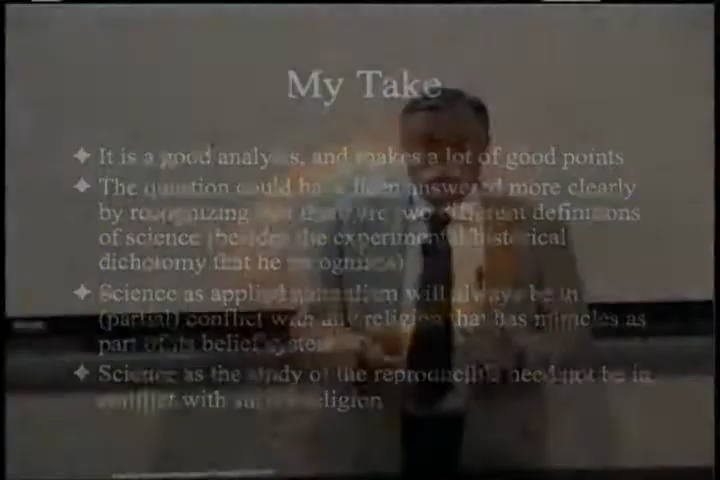 My Take
It is a good analysis, and makes a lot of good points
The question could have been answered more clearly
by recognizing that there are two different definitions
of science (besides the experimental historical
dichotomy that he recognizes)
Science as applied naturalism will always be in
(partial) conflict with any religion that has miracles as
part of its belief system
Science as the study of the reproducible need not be in
conflict with religion